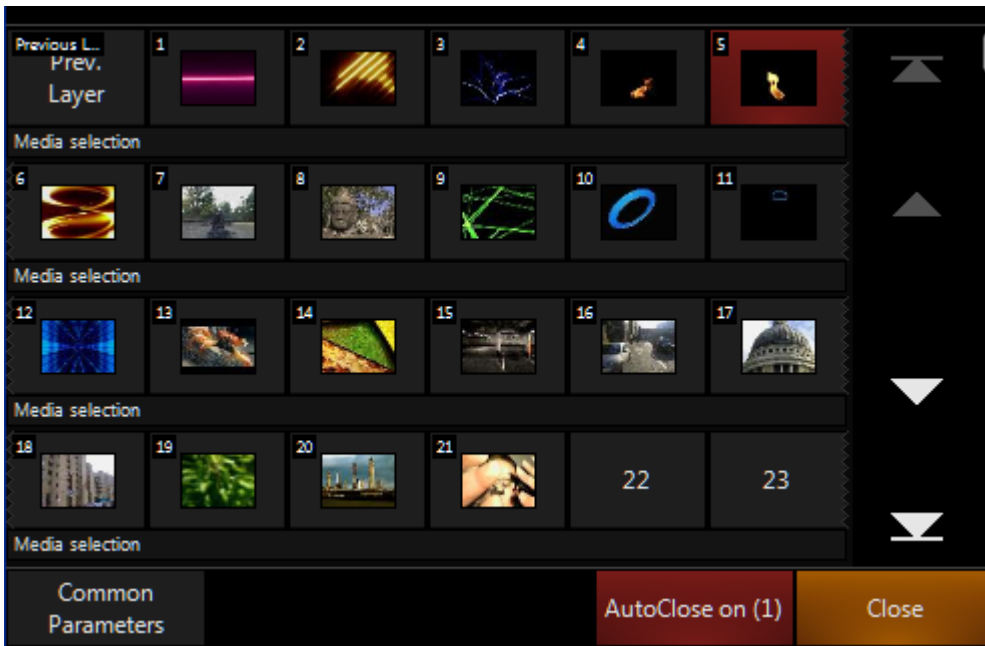 Previous L...
Prev.
Layer
1
2
3
4
5
Media selection
6
7
8
9
10
11
Media selection
12
13
14
15
16
17
Media selection
18
19
20
21
22
23
Media selection
Common
Parameters
AutoClose on (1)
Close